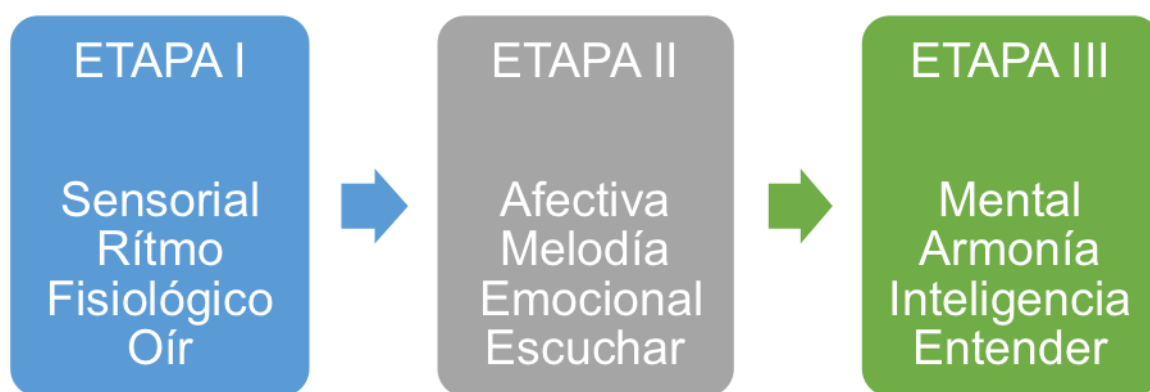 ETAPA I
Sensorial
Rítmo
Fisiológico
Oír
ETAPA II
Afectiva
Melodía
Emocional
Escuchar
ETAPA III
Mental
Armonía
Inteligencia
Entender